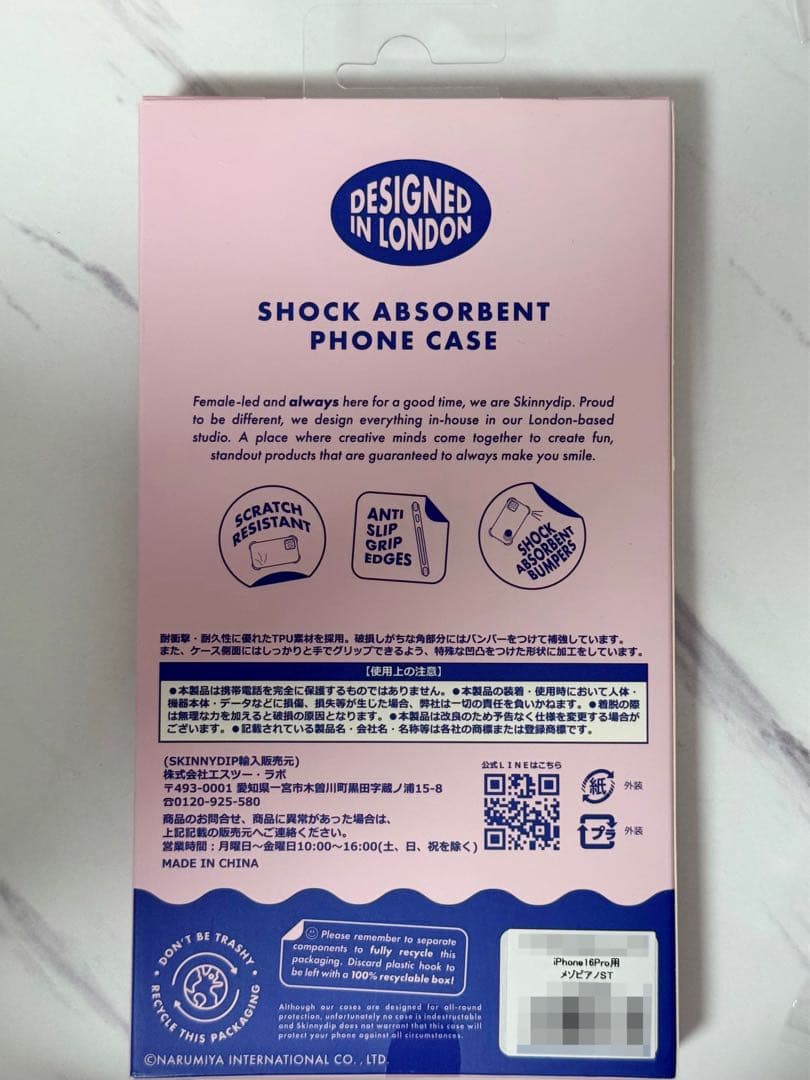 DESIGNED
IN LONDON
SHOCK ABSORBENT
PHONE CASE
Female-led and always here for a good time, we are Skinnydip. Proud
to be different, we design everything in-house in our London-based
studio. A place where creative minds come together to create fun,
standout products that are guaranteed to always make you smile.
SCRATCH
RESISTANT
ANTI
SLIP
GRIP
EDGES
SHOCK
ABSORBENT
BUMPERS
耐衝撃・耐久性に優れたTPU素材を採用。破損しがちな角部分にはバンパーをつけて補強しています。
また、ケース側面にはしっかりと手でグリップできるよう、特殊な凹凸をつけた形状に加工をしています。
【使用上の注意】
●本製品は携帯電話を完全に保護するものではありません。●本製品の装着・使用時において人体・
機器本体・データなどに損傷、損失等が生じた場合、弊社は一切の責任を負いかねます。●着脱の際
は無理な力を加えると破損の原因となります。●本製品は改良のため予告なく仕様を変更する場合が
ございます。●記載されている製品名・会社名・名称等は各社の商標または登録商標です。
(SKINNYDIP輸入販売元)
株式会社エスツー・ラボ
〒493-0001 愛知県一宮市木曽川町黒田字蔵ノ浦15-8
☎0120-925-580
商品のお問合せ、商品に異常があった場合は、
上記記載の販売元へご連絡ください。
営業時間：月曜日～金曜日10:00～16:00(土、日、祝を除く)
MADE IN CHINA
公式LINEはこちら
紙 外装
プラ 外装
DON'T BE TRASHY
RECYCLE THIS PACKAGING
Please remember to separate
components to fully recycle this
packaging. Discard plastic hook to
be left with a 100% recyclable box!
Although our cases are designed for all-round
protection, unfortunately no case is indestructable
and Skinnydip does not warrant that this case will
protect your phone against all circumstances.
iPhone16Pro用
メゾピアノST
©NARUMIYA INTERNATIONAL CO., LTD.